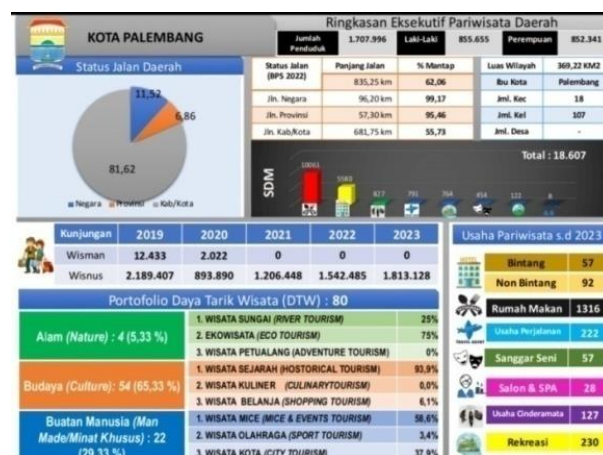 Ringkasan Eksekutif Pariwisata Daerah
KOTA PALEMBANG
Jumlah Penduduk 1.707.996 Laki-Laki 855.655 Perempuan 852.341
Status Jalan Daerah
11,52
6,86
81,62
Negara Provinsi Kab/Kota
Status Jalan (BPS 2022) Panjang Jalan % Mantap
835,25 km 62,06
Jln. Negara 96,20 km 99,17
Jln. Provinsi 57,30 km 95,46
Jln. Kab/Kota 681,75 km 55,73
Luas Wilayah 369,22 KM2
Ibu Kota Palembang
Jml. Kec 18
Jml. Kel 107
Jml. Desa -
Total : 18.607
SDM
10061 5580 827 791 764 454 122 8
Kunjungan 2019 2020 2021 2022 2023
Wisman 12.433 2.022 0 0 0
Wisnus 2.189.407 893.890 1.206.448 1.542.485 1.813.128
Portofolio Daya Tarik Wisata (DTW) : 80
Alam (Nature) : 4 (5,33 %)
1. WISATA SUNGAI (RIVER TOURISM) 25%
2. EKOWISATA (ECO TOURISM) 75%
3. WISATA PETUALANG (ADVENTURE TOURISM) 0%
Budaya (Culture): 54 (65,33 %)
1. WISATA SEJARAH (HOSTORICAL TOURISM) 93,9%
2. WISATA KULINER (CULINARYTOURISM) 0,0%
3. WISATA BELANJA (SHOPPING TOURISM) 6,1%
Buatan Manusia (Man Made/Minat Khusus) : 22 (29,33 %)
1. WISATA MICE (MICE & EVENTS TOURISM) 58,6%
2. WISATA OLAHRAGA (SPORT TOURISM) 3,4%
3. WISATA KOTA (CITY TOURISM) 37,9%
Usaha Pariwisata s.d 2023
Bintang 57
Non Bintang 92
Rumah Makan 1316
Usaha Perjalanan 222
Sanggar Seni 57
Salon & SPA 28
Usaha Cinderamata 127
Rekreasi 230